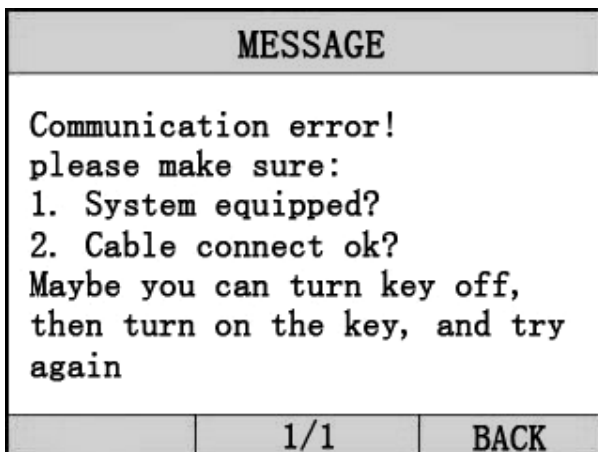 MESSAGE
Communication error!
please make sure:
1. System equipped?
2. Cable connect ok?
Maybe you can turn key off,
then turn on the key, and try
again
1/1 BACK